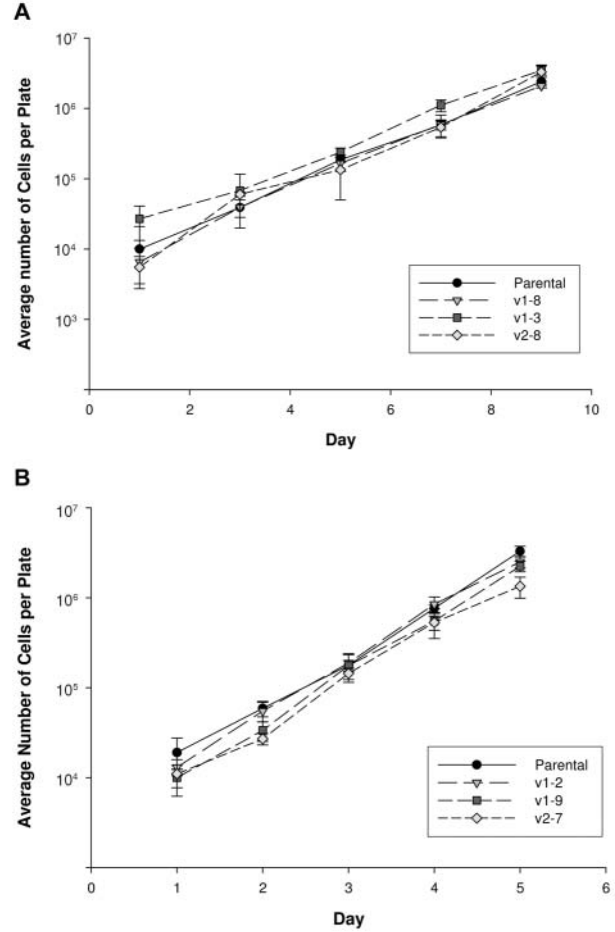 A
Average number of Cells per Plate
10⁷
10⁶
10⁵
10⁴
10³
0 2 4 6 8 10
Day
Parental
v1-8
v1-3
v2-8
B
Average Number of Cells per Plate
10⁷
10⁶
10⁵
10⁴
0 1 2 3 4 5 6
Day
Parental
v1-2
v1-9
v2-7